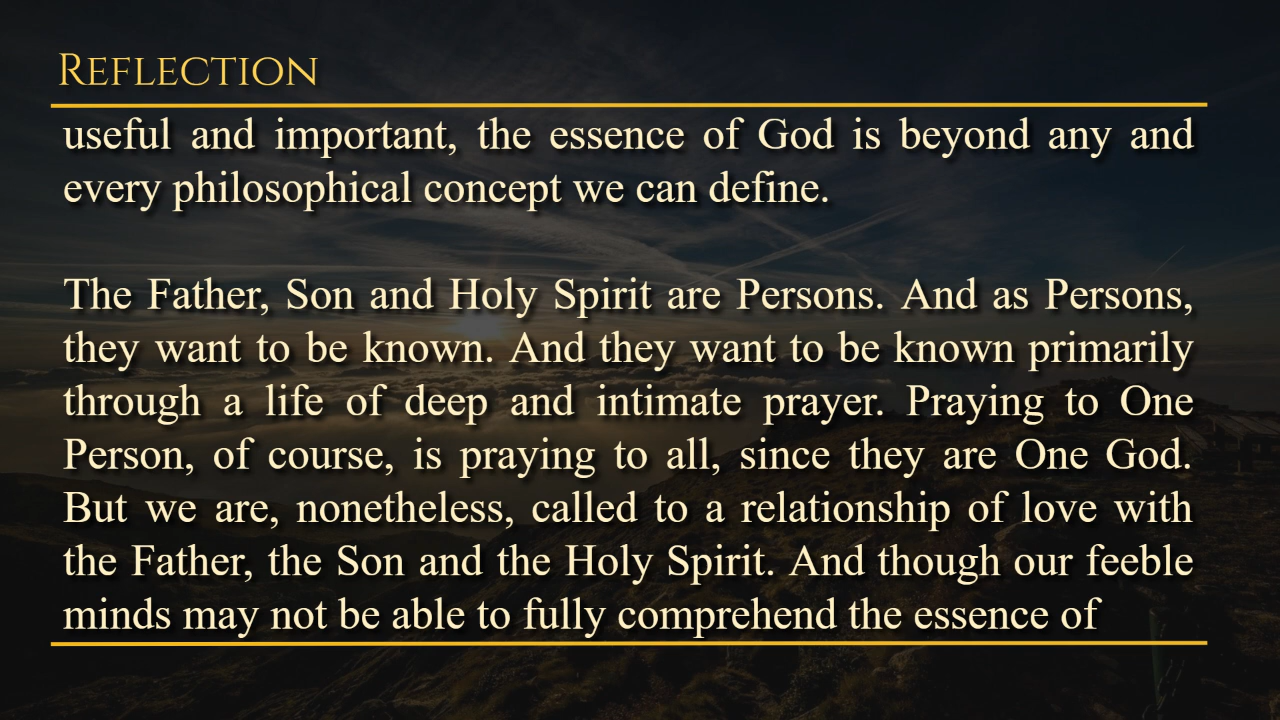 Reflection
useful and important, the essence of God is beyond any and
every philosophical concept we can define.
The Father, Son and Holy Spirit are Persons. And as Persons,
they want to be known. And they want to be known primarily
through a life of deep and intimate prayer. Praying to One
Person, of course, is praying to all, since they are One God.
But we are, nonetheless, called to a relationship of love with
the Father, the Son and the Holy Spirit. And though our feeble
minds may not be able to fully comprehend the essence of